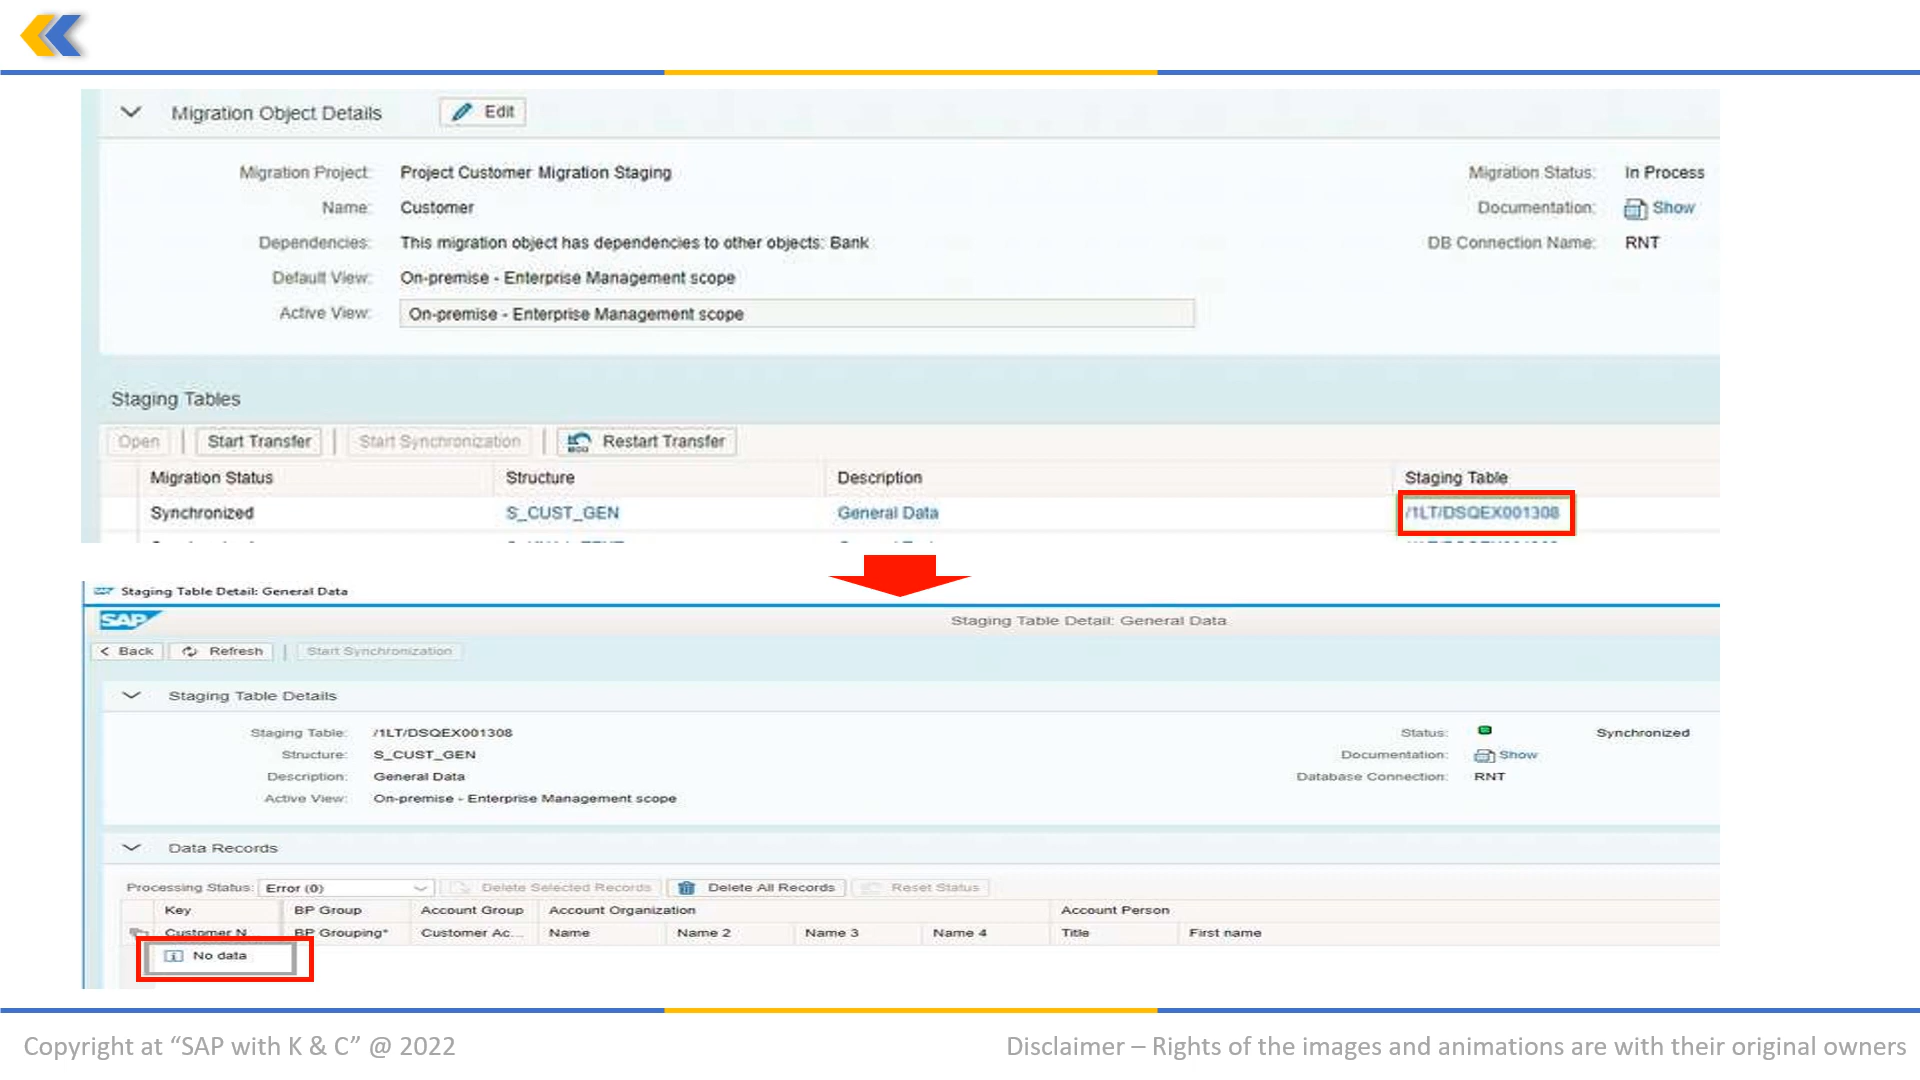 Migration Object Details Edit
Migration Project: Project Customer Migration Staging Migration Status: In Process
Name: Customer Documentation: Show
Dependencies: This migration object has dependencies to other objects: Bank DB Connection Name: RNT
Default View: On-premise - Enterprise Management scope
Active View: On-premise - Enterprise Management scope
Staging Tables
Open Start Transfer Start Synchronization Restart Transfer
Migration Status Structure Description Staging Table
Synchronized S_CUST_GEN General Data /1LT/DSQEX001308
SAP Staging Table Detail: General Data
SAP Staging Table Detail: General Data
< Back Refresh Start Synchronization
Staging Table Details
Staging Table: /1LT/DSQEX001308 Status: Synchronized
Structure: S_CUST_GEN Documentation: Show
Description: General Data Database Connection: RNT
Active View: On-premise - Enterprise Management scope
Data Records
Processing Status: Error (0) Delete Selected Records Delete All Records Reset Status
Key BP Group Account Group Account Organization Account Person
Customer N... BP Grouping* Customer Ac... Name Name 2 Name 3 Name 4 Title First name
No data
Copyright at “SAP with K & C” @ 2022
Disclaimer – Rights of the images and animations are with their original owners